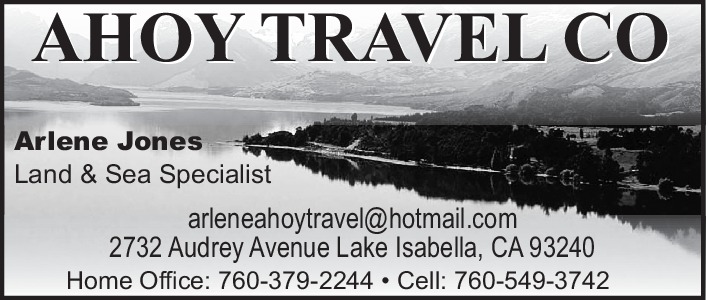 AHOY TRAVEL CO
Arlene Jones
Land & Sea Specialist
arleneahoytravel@hotmail.com
2732 Audrey Avenue Lake Isabella, CA 93240
Home Office: 760-379-2244 • Cell: 760-549-3742